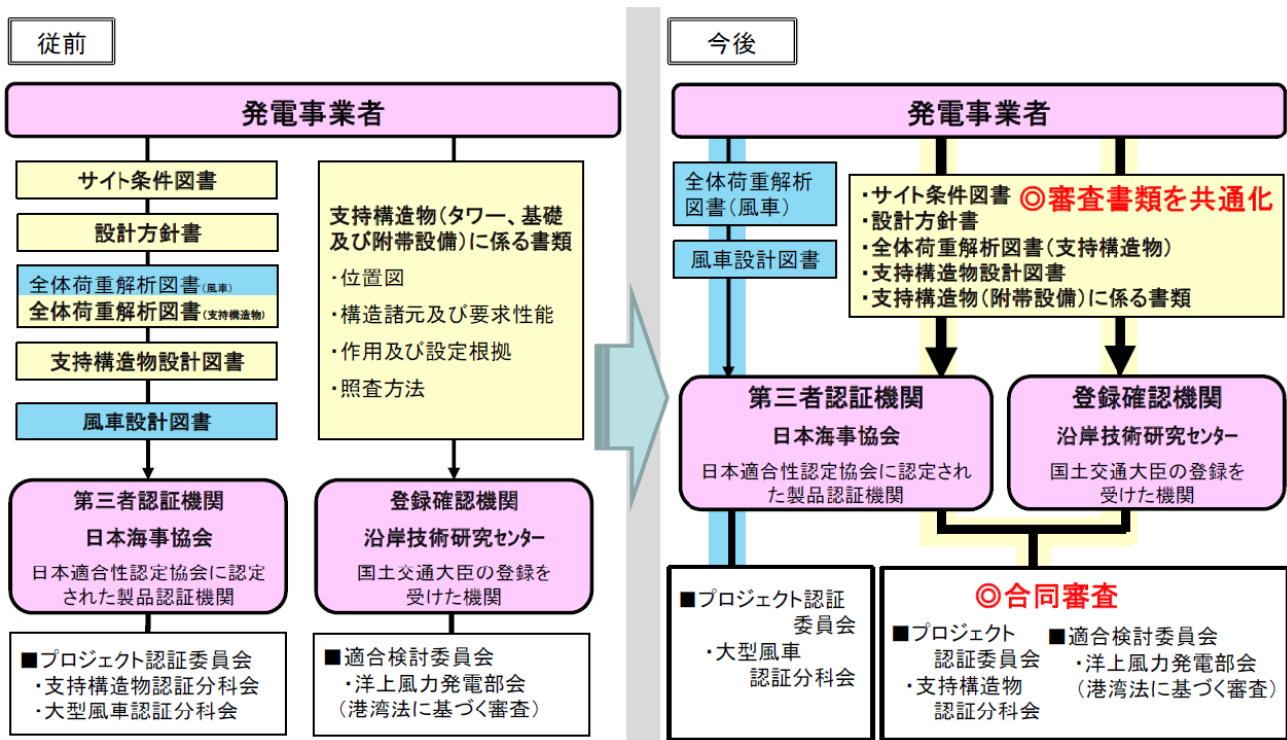 従前
発電事業者
サイト条件図書
設計方針書
全体荷重解析図書(風車)
全体荷重解析図書(支持構造物)
支持構造物設計図書
風車設計図書
第三者認証機関
日本海事協会
日本適合性認定協会に認定
された製品認証機関
■プロジェクト認証委員会
・支持構造物認証分科会
・大型風車認証分科会
支持構造物(タワー、基礎
及び附帯設備)に係る書類
・位置図
・構造諸元及び要求性能
・作用及び設定根拠
・照査方法
登録確認機関
沿岸技術研究センター
国土交通大臣の登録を
受けた機関
■適合検討委員会
・洋上風力発電部会
(港湾法に基づく審査)
今後
発電事業者
全体荷重解析
図書(風車)
風車設計図書
・サイト条件図書 ◎審査書類を共通化
・設計方針書
・全体荷重解析図書(支持構造物)
・支持構造物設計図書
・支持構造物(附帯設備)に係る書類
第三者認証機関
日本海事協会
日本適合性認定協会に認定され
た製品認証機関
登録確認機関
沿岸技術研究センター
国土交通大臣の登録を
受けた機関
■プロジェクト認証
委員会
・大型風車
認証分科会
◎合同審査
■プロジェクト
認証委員会
・支持構造物
認証分科会
■適合検討委員会
・洋上風力発電部会
(港湾法に基づく審査)